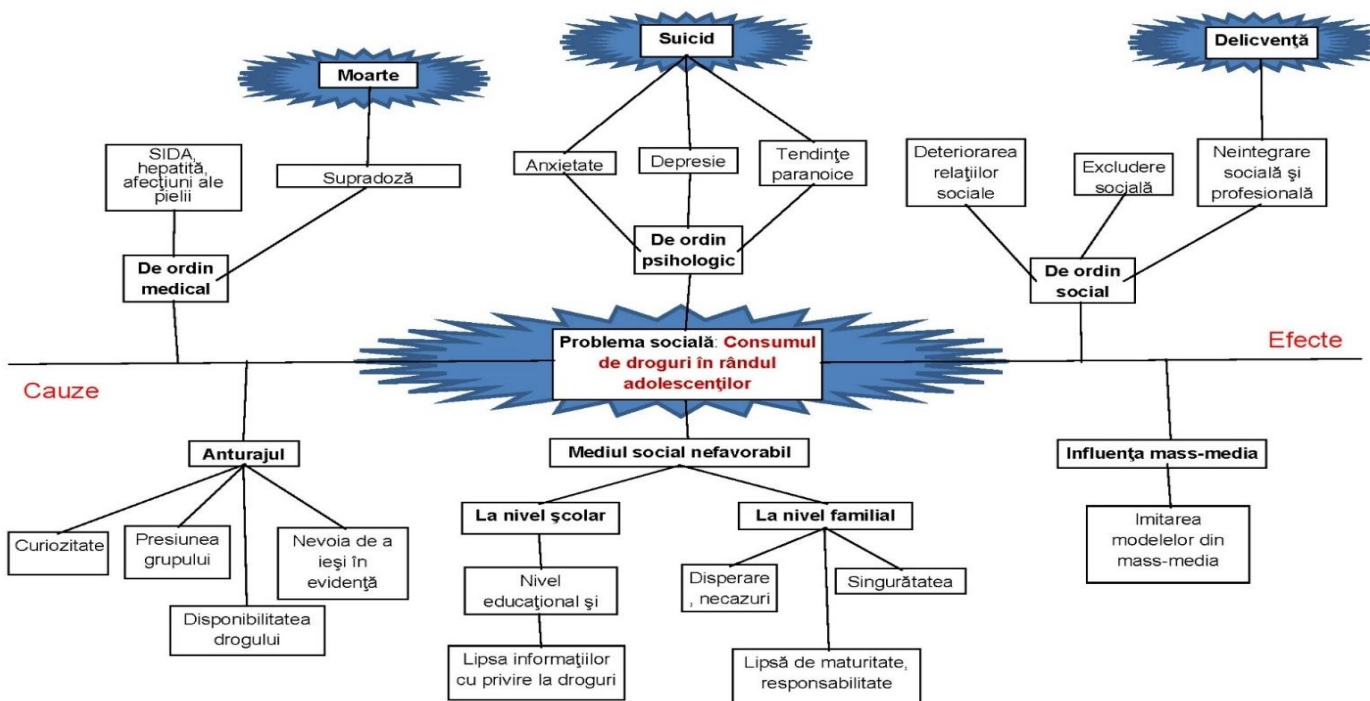 Suicid
Delicvenţă
Moarte
SIDA,
hepatită,
afecţiuni ale
pielii
Supradoză
Anxietate
Depresie
Tendinţe
paranoice
Deteriorarea
relaţiilor
sociale
Excludere
socială
Neintegrare
socială şi
profesională
De ordin
medical
De ordin
psihologic
De ordin
social
Problema socială: Consumul
de droguri în rândul
adolescenţilor
Efecte
Cauze
Anturajul
Mediul social nefavorabil
Influenţa mass-media
Curiozitate
Presiunea
grupului
Nevoia de a
ieşi în
evidenţă
Disponibilitatea
drogului
La nivel şcolar
La nivel familial
Nivel
educaţional şi
Lipsa informaţiilor
cu privire la droguri
Disperare
, necazuri
Singurătatea
Lipsă de maturitate,
responsabilitate
Imitarea
modelelor din
mass-media